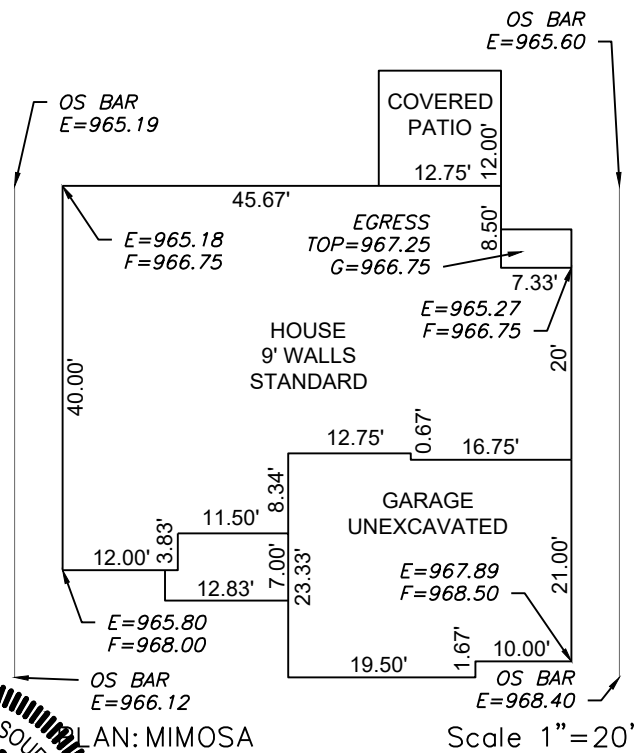 OS BAR
E=965.60
OS BAR
E=965.19
COVERED
PATIO
12.00'
12.75'
45.67'
E=965.18
F=966.75
EGRESS
TOP=967.25
G=966.75
8.50'
7.33'
E=965.27
F=966.75
HOUSE
9' WALLS
STANDARD
20'
40.00'
12.75'
0.67'
16.75'
8.34'
GARAGE
UNEXCAVATED
11.50'
3.83'
12.00'
12.83'
7.00'
23.33'
21.00'
E=967.89
F=968.50
E=965.80
F=968.00
1.67'
10.00'
19.50'
OS BAR
E=966.12
OS BAR
E=968.40
PLAN: MIMOSA
Scale 1"=20'